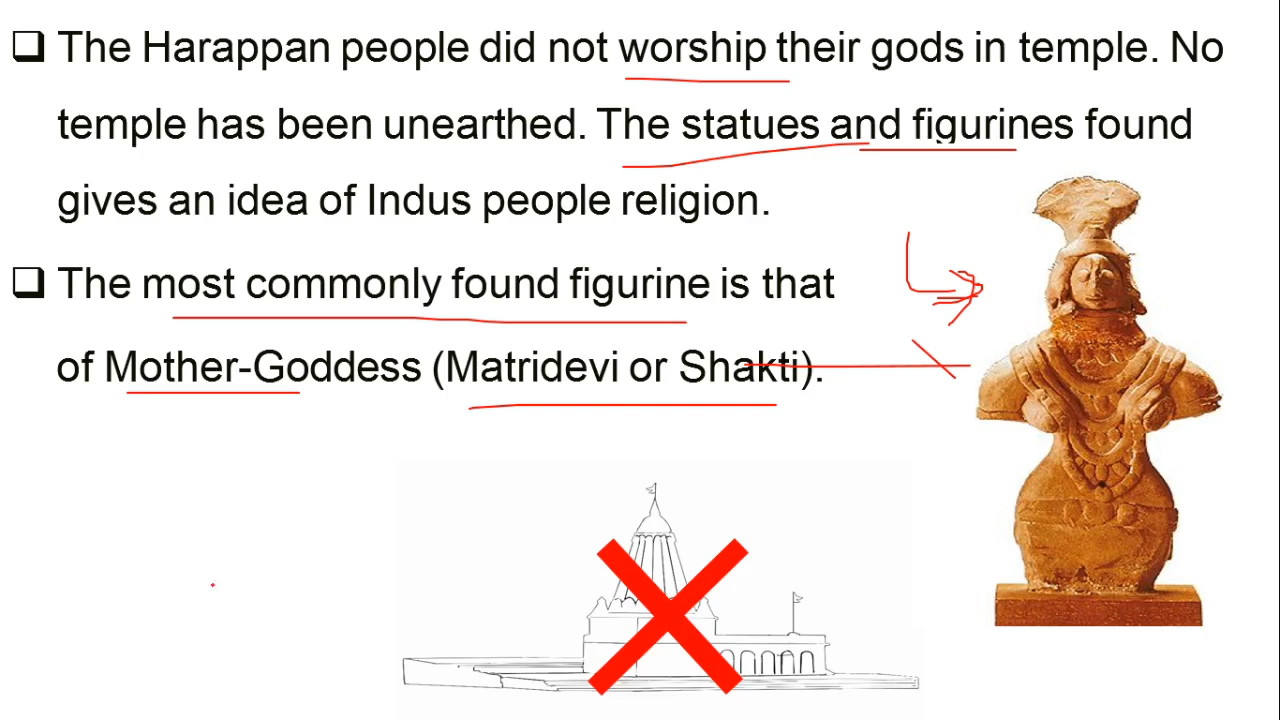 The Harappan people did not worship their gods in temple. No
temple has been unearthed. The statues and figurines found
gives an idea of Indus people religion.
The most commonly found figurine is that
of Mother-Goddess (Matridevi or Shakti).